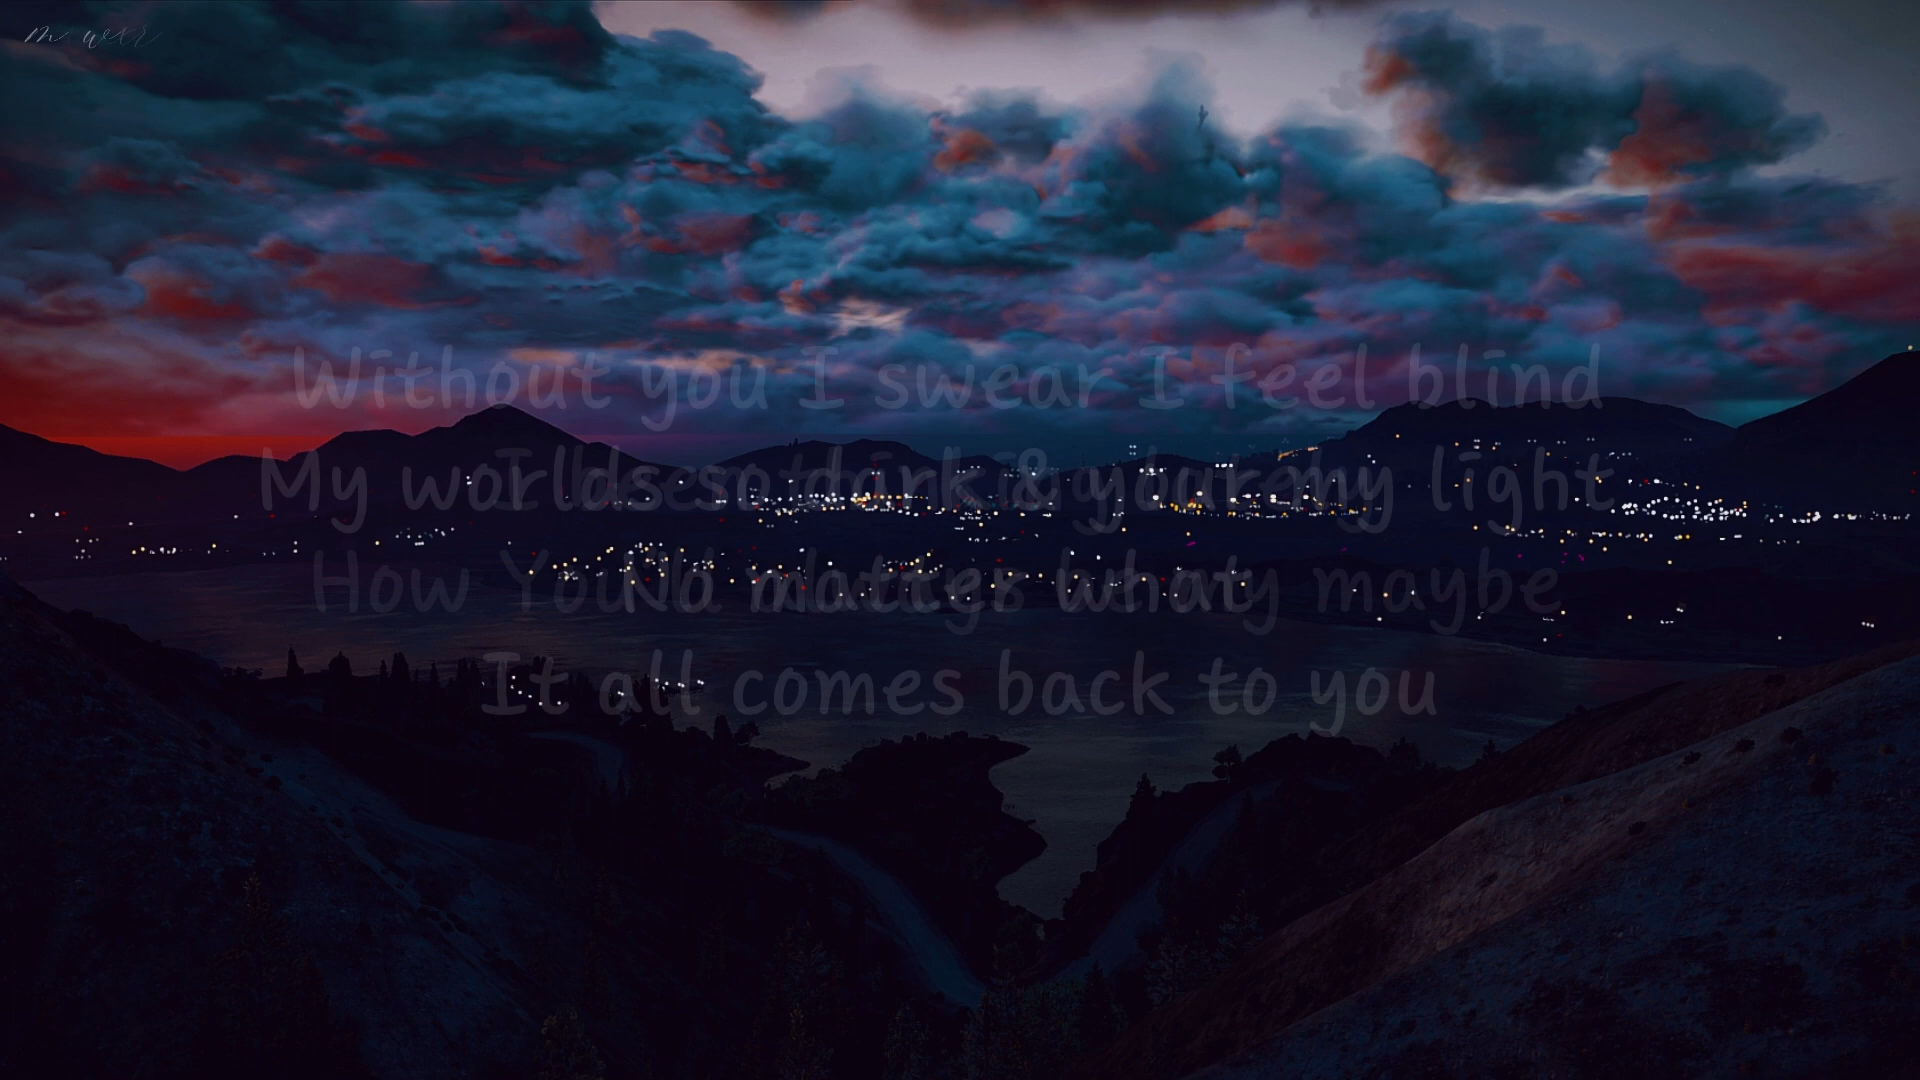 Without you I swear I feel blind
My world so dark & your my light
How You maybe
No matter what
It all comes back to you